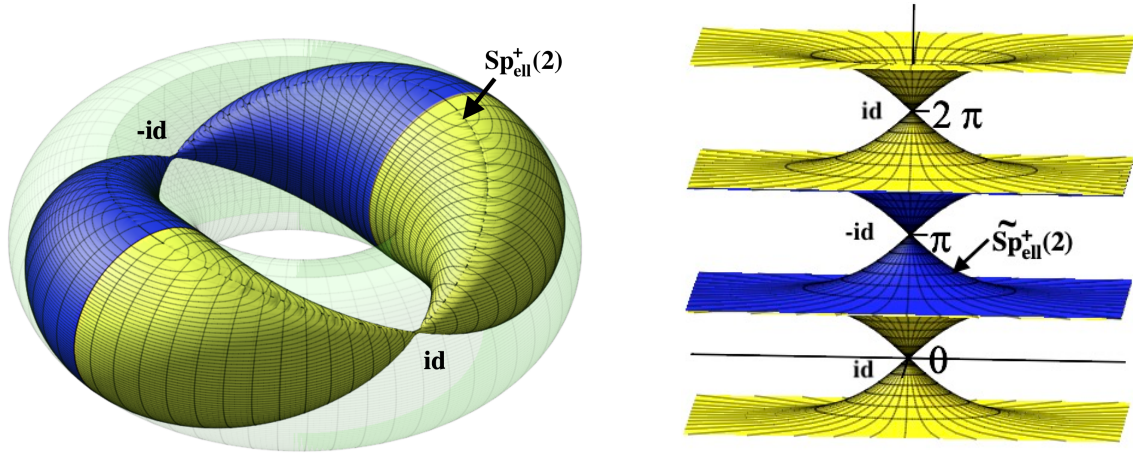 Sp⁺ₑₗₗ(2)
-id
id
id
2 π
-id
π
S̃p⁺ₑₗₗ(2)
id
0